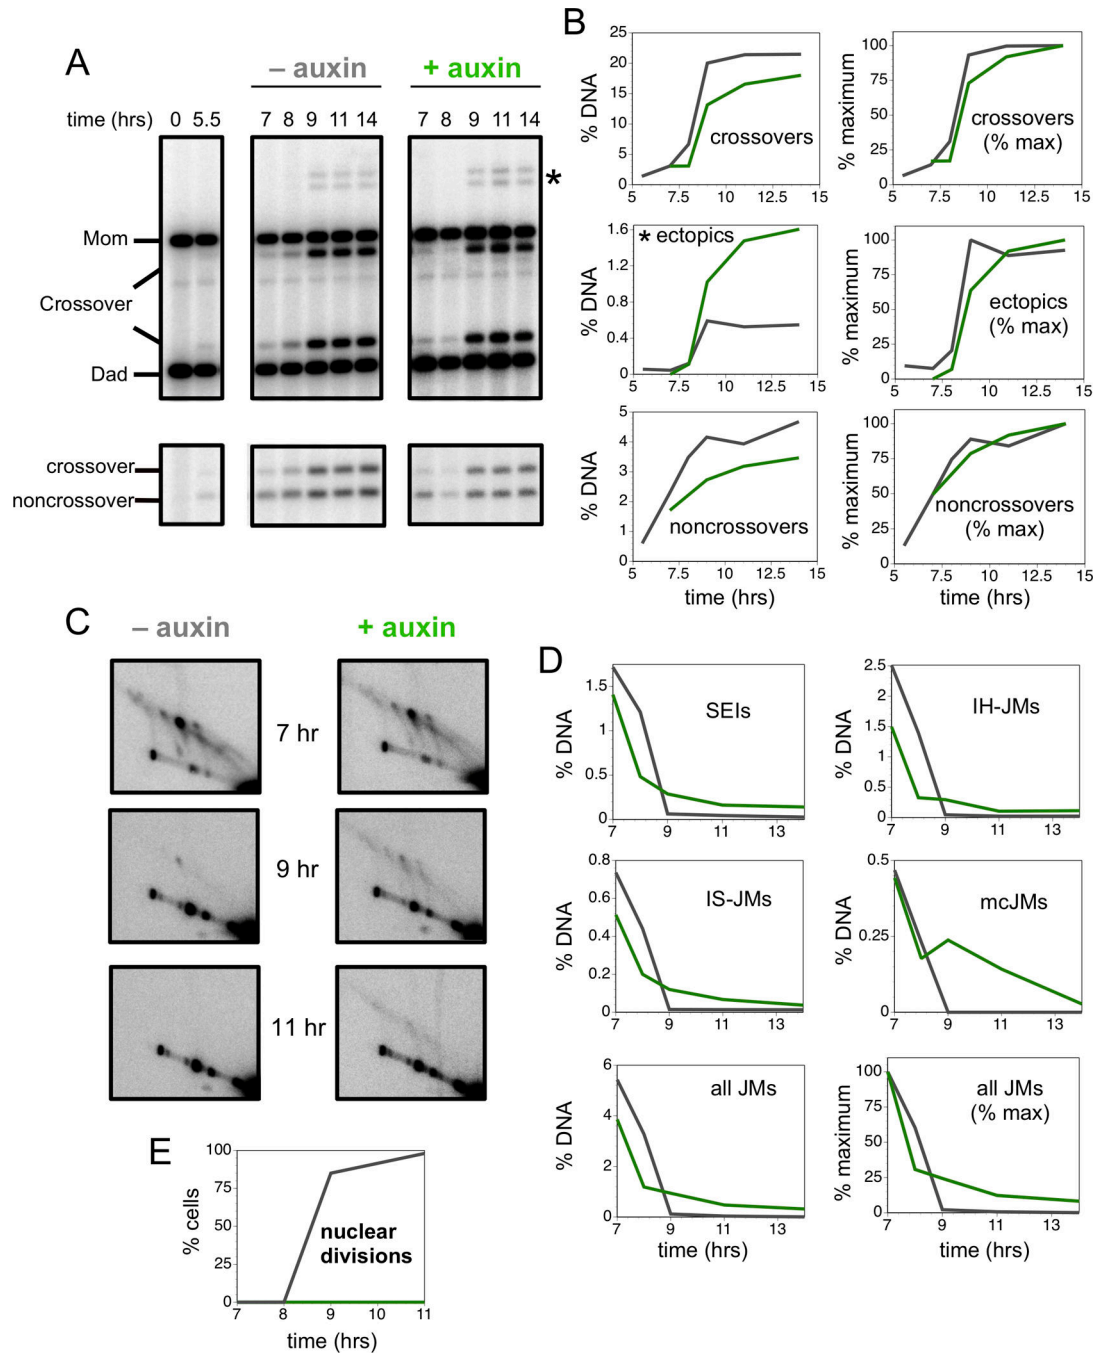 A
– auxin
+ auxin
time (hrs) 0 5.5 7 8 9 11 14 7 8 9 11 14
*
Mom
Crossover
Dad
crossover
noncrossover
B
% DNA
25
20
15
10
5
0
crossovers
5 7.5 10 12.5 15
% maximum
100
75
50
25
0
crossovers
(% max)
5 7.5 10 12.5 15
% DNA
1.6
1.2
0.8
0.4
0
* ectopics
5 7.5 10 12.5 15
% maximum
100
75
50
25
0
ectopics
(% max)
5 7.5 10 12.5 15
% DNA
5
4
3
2
1
0
noncrossovers
5 7.5 10 12.5 15
time (hrs)
% maximum
100
75
50
25
0
noncrossovers
(% max)
5 7.5 10 12.5 15
time (hrs)
C
– auxin
+ auxin
7 hr
9 hr
11 hr
D
% DNA
1.5
1
0.5
0
SEIs
7 9 11 13
% DNA
2.5
2
1.5
1
0.5
0
IH-JMs
7 9 11 13
% DNA
0.8
0.6
0.4
0.2
0
IS-JMs
7 9 11 13
% DNA
0.5
0.25
0
mcJMs
7 9 11 13
% DNA
6
4
2
0
all JMs
7 9 11 13
time (hrs)
% maximum
100
75
50
25
0
all JMs
(% max)
7 9 11 13
time (hrs)
E
% cells
100
75
50
25
0
nuclear
divisions
7 8 9 10 11
time (hrs)